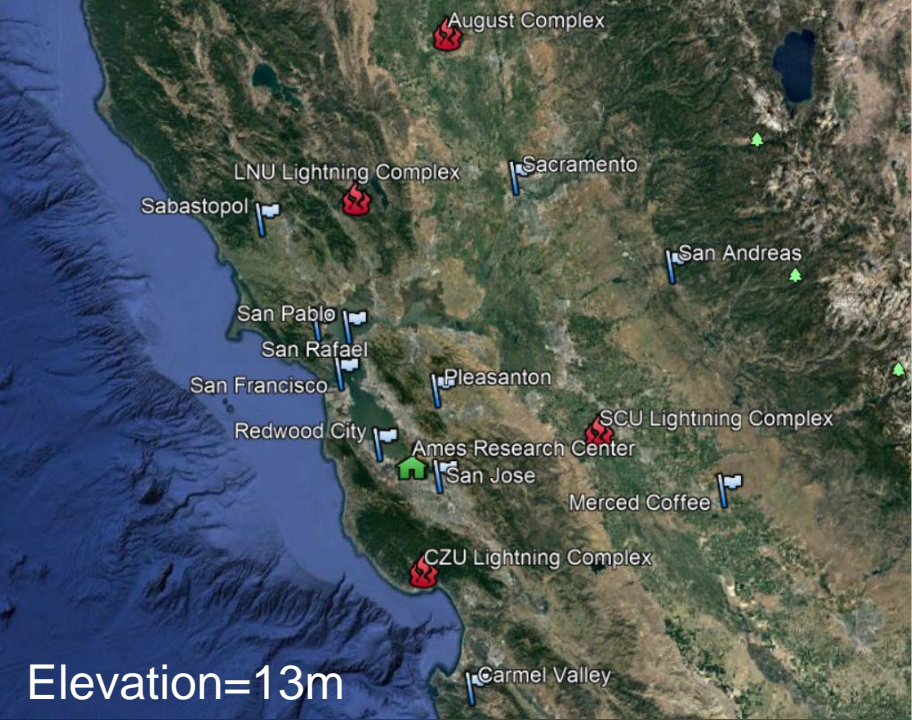 August Complex
Sacramento
LNU Lightning Complex
Sabastopol
San Andreas
San Pablo
San Rafael
San Francisco
Pleasanton
SCU Lightining Complex
Redwood City
Ames Research Center
San Jose
Merced Coffee
CZU Lightning Complex
Carmel Valley
Elevation=13m